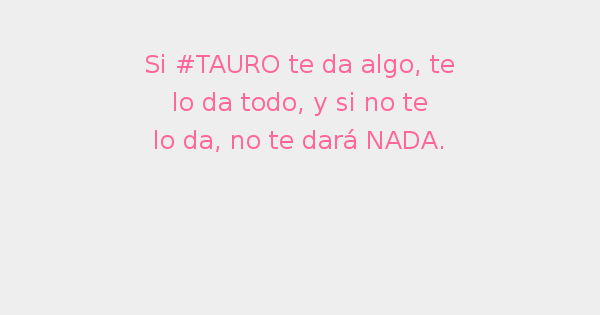 Si #TAURO te da algo, te
lo da todo, y si no te
lo da, no te dará NADA.